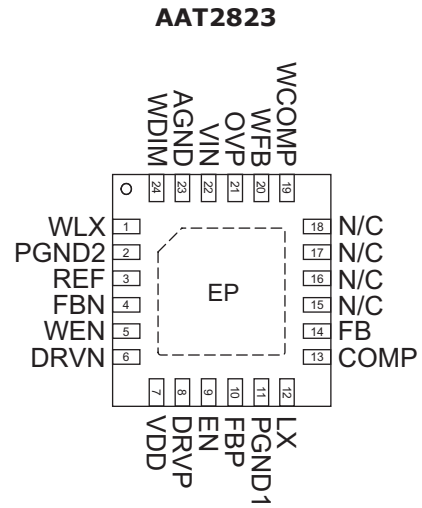 AAT2823
WDIM
AGND
VIN
OVP
WFB
WCOMP
24
23
22
21
20
19
WLX 1
PGND2 2
REF 3
FBN 4
WEN 5
DRVN 6
EP
18 N/C
17 N/C
16 N/C
15 N/C
14 FB
13 COMP
7
8
9
10
11
12
VDD
DRVP
EN
FBP
PGND1
LX